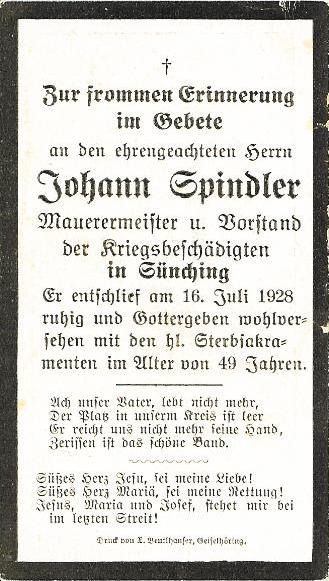 †
Zur frommen Erinnerung
im Gebete
an den ehrengeachteten Herrn
Johann Spindler
Mauerermeister u. Vorstand
der Kriegsbeschädigten
in Sünching
Er entschlief am 16. Juli 1928
ruhig und Gottergeben wohlver-
sehen mit den hl. Sterbsakra-
menten im Alter von 49 Jahren.
Ach unser Vater, lebt nicht mehr,
Der Platz in unserm Kreis ist leer
Er reicht uns nicht mehr seine Hand,
Zerissen ist das schöne Band.
Süßes Herz Jesu, sei meine Liebe!
Süßes Herz Mariä, sei meine Rettung!
Jesus, Maria und Josef, stehet mir bei
im letzten Streit!
Druck von X. Geiselhöring.